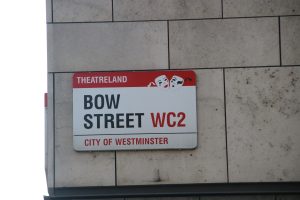 THEATRELAND
BOW
STREET WC2
CITY OF WESTMINSTER